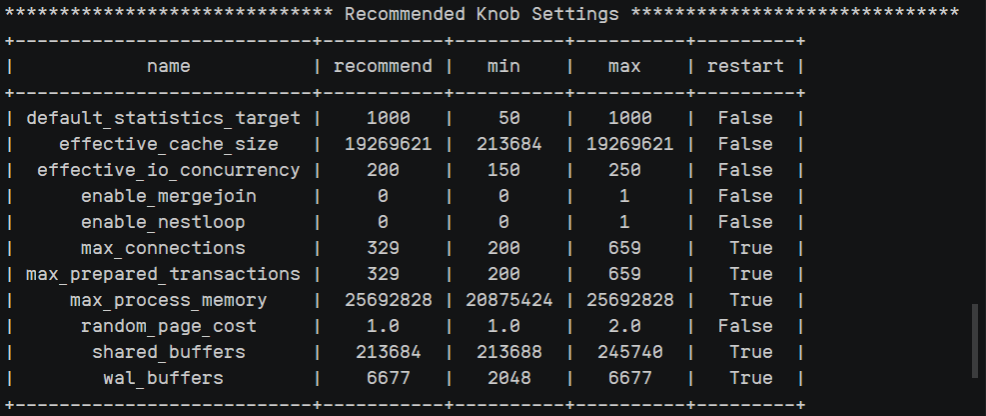 ****************************** Recommended Knob Settings ******************************
+---------------------------+-----------+----------+----------+---------+
|            name           | recommend |   min    |   max    | restart |
+---------------------------+-----------+----------+----------+---------+
| default_statistics_target |    1000   |    50    |   1000   |  False  |
|    effective_cache_size   |  19269621 |  213684  | 19269621 |  False  |
|  effective_io_concurrency |    200    |   150    |   250    |  False  |
|      enable_mergejoin     |     0     |    0     |    1     |  False  |
|      enable_nestloop      |     0     |    0     |    1     |  False  |
|      max_connections      |    329    |   200    |   659    |   True  |
| max_prepared_transactions |    329    |   200    |   659    |   True  |
|     max_process_memory    |  25692828 | 20875424 | 25692828 |   True  |
|      random_page_cost     |    1.0    |   1.0    |   2.0    |  False  |
|       shared_buffers      |   213684  |  213688  |  245740  |   True  |
|        wal_buffers        |    6677   |   2048   |   6677   |   True  |
+---------------------------+-----------+----------+----------+---------+